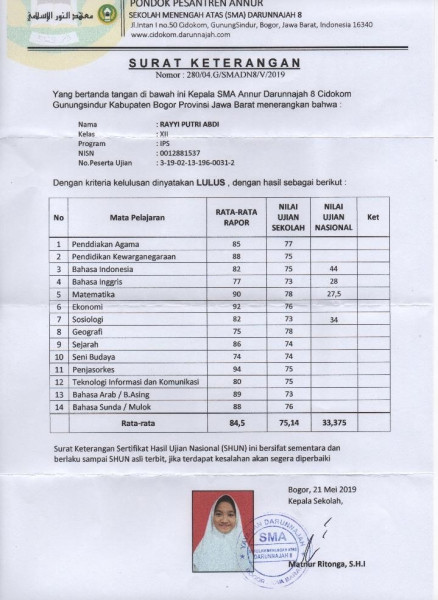 PONDOK PESANTREN ANNUR
SEKOLAH MENENGAH ATAS (SMA) DARUNNAJAH 8
Jl.Intan I no.50 Cidokom, GunungSindur, Bogor, Jawa Barat, Indonesia 16340
www.cidokom.darunnajah.com
معهد النور الإسلامي
SURAT KETERANGAN
Nomor : 280/04.G/SMADN8/V/2019
Yang bertanda tangan di bawah ini Kepala SMA Annur Darunnajah 8 Cidokom
Gunungsindur Kabupaten Bogor Provinsi Jawa Barat menerangkan bahwa :
Nama : RAYYI PUTRI ABDI
Kelas : XII
Program : IPS
NISN : 0012881537
No.Peserta Ujian : 3-19-02-13-196-0031-2
Dengan kriteria kelulusan dinyatakan LULUS , dengan hasil sebagai berikut :
No Mata Pelajaran RATA-RATA RAPOR NILAI UJIAN SEKOLAH NILAI UJIAN NASIONAL Ket
1 Penddiakan Agama 85 77
2 Pendidikan Kewarganegaraan 88 75
3 Bahasa Indonesia 82 75 44
4 Bahasa inggris 77 73 28
5 Matematika 90 78 27,5
6 Ekonomi 92 76
7 Sosiologi 82 73 34
8 Geografi 75 78
9 Sejarah 86 74
10 Seni Budaya 74 74
11 Penjasorkes 94 75
12 Teknologi Informasi dan Komunikasi 80 75
13 Bahasa Arab / B.Asing 89 73
14 Bahasa Sunda / Mulok 88 76
Rata-rata 84,5 75,14 33,375
Surat Keterangan Sertifikat Hasil Ujian Nasional (SHUN) ini bersifat sementara dan
berlaku sampai SHUN asli terbit, jika terdapat kesalahan akan segera diperbaiki
Bogor, 21 Mei 2019
Kepala Sekolah,
SMA
DARUNNAJAH 8
Mathur Ritonga, S.H.I